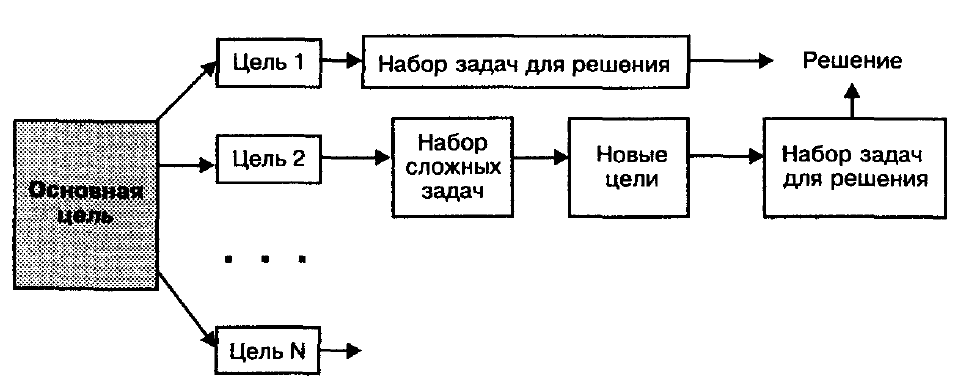 Цель 1
Набор задач для решения
Решение
Основная
цель
Цель 2
Набор
сложных
задач
Новые
цели
Набор задач
для решения
. . .
Цель N